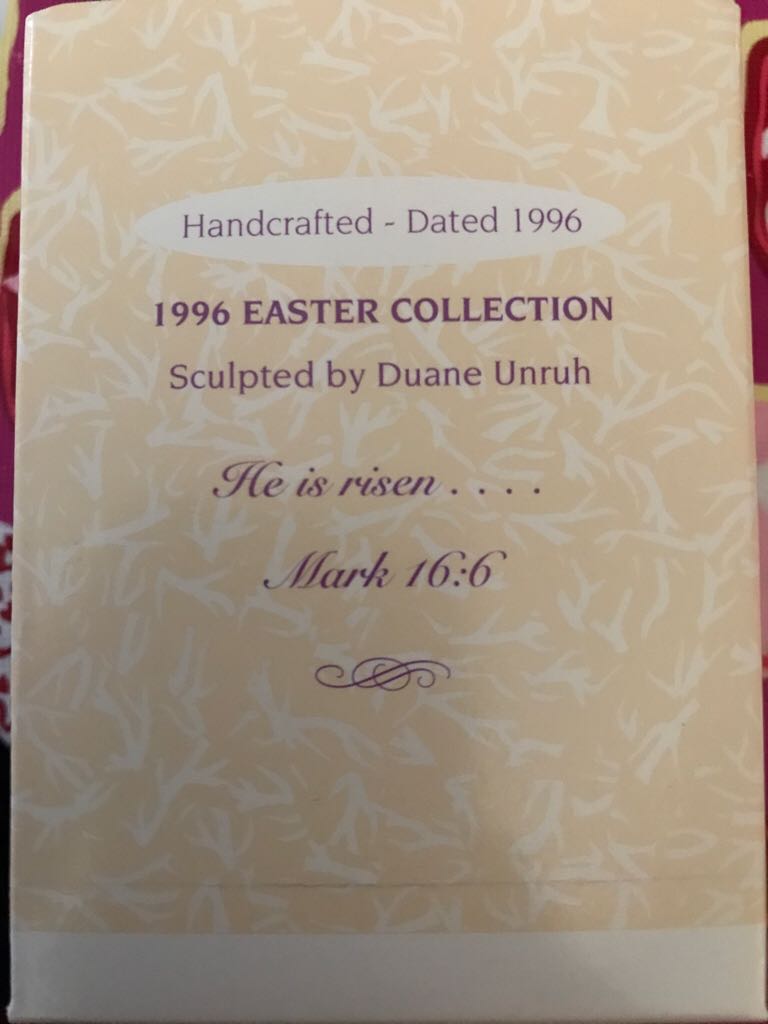 Handcrafted - Dated 1996
1996 EASTER COLLECTION
Sculpted by Duane Unruh
He is risen . . . .
Mark 16:6